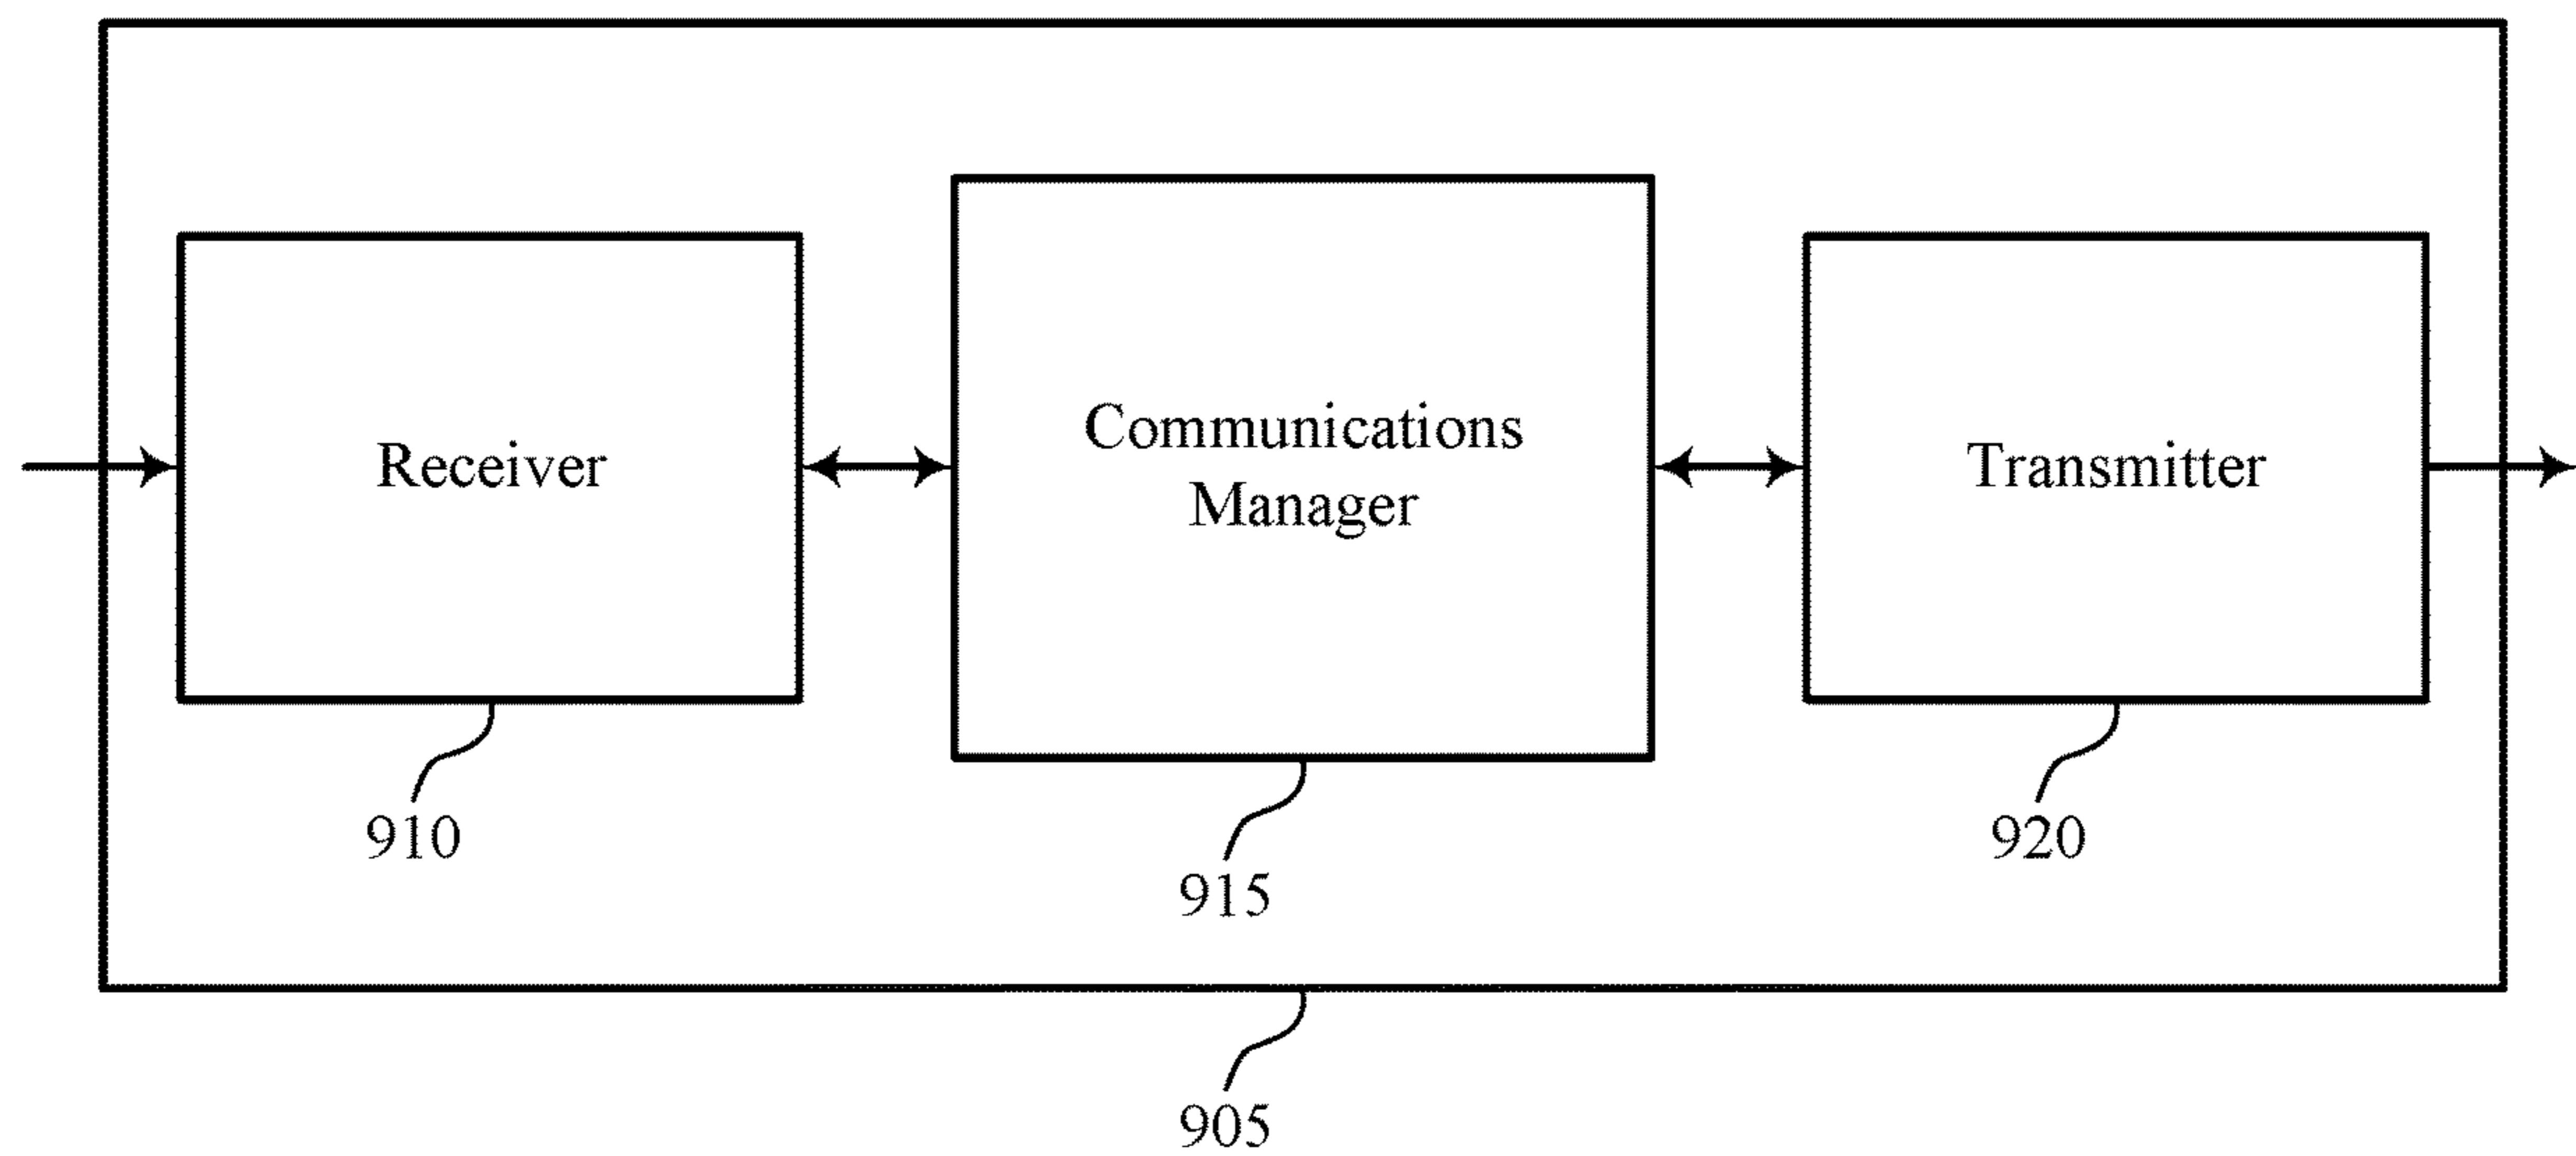 Receiver
Communications
Manager
Transmitter
910
915
920
905